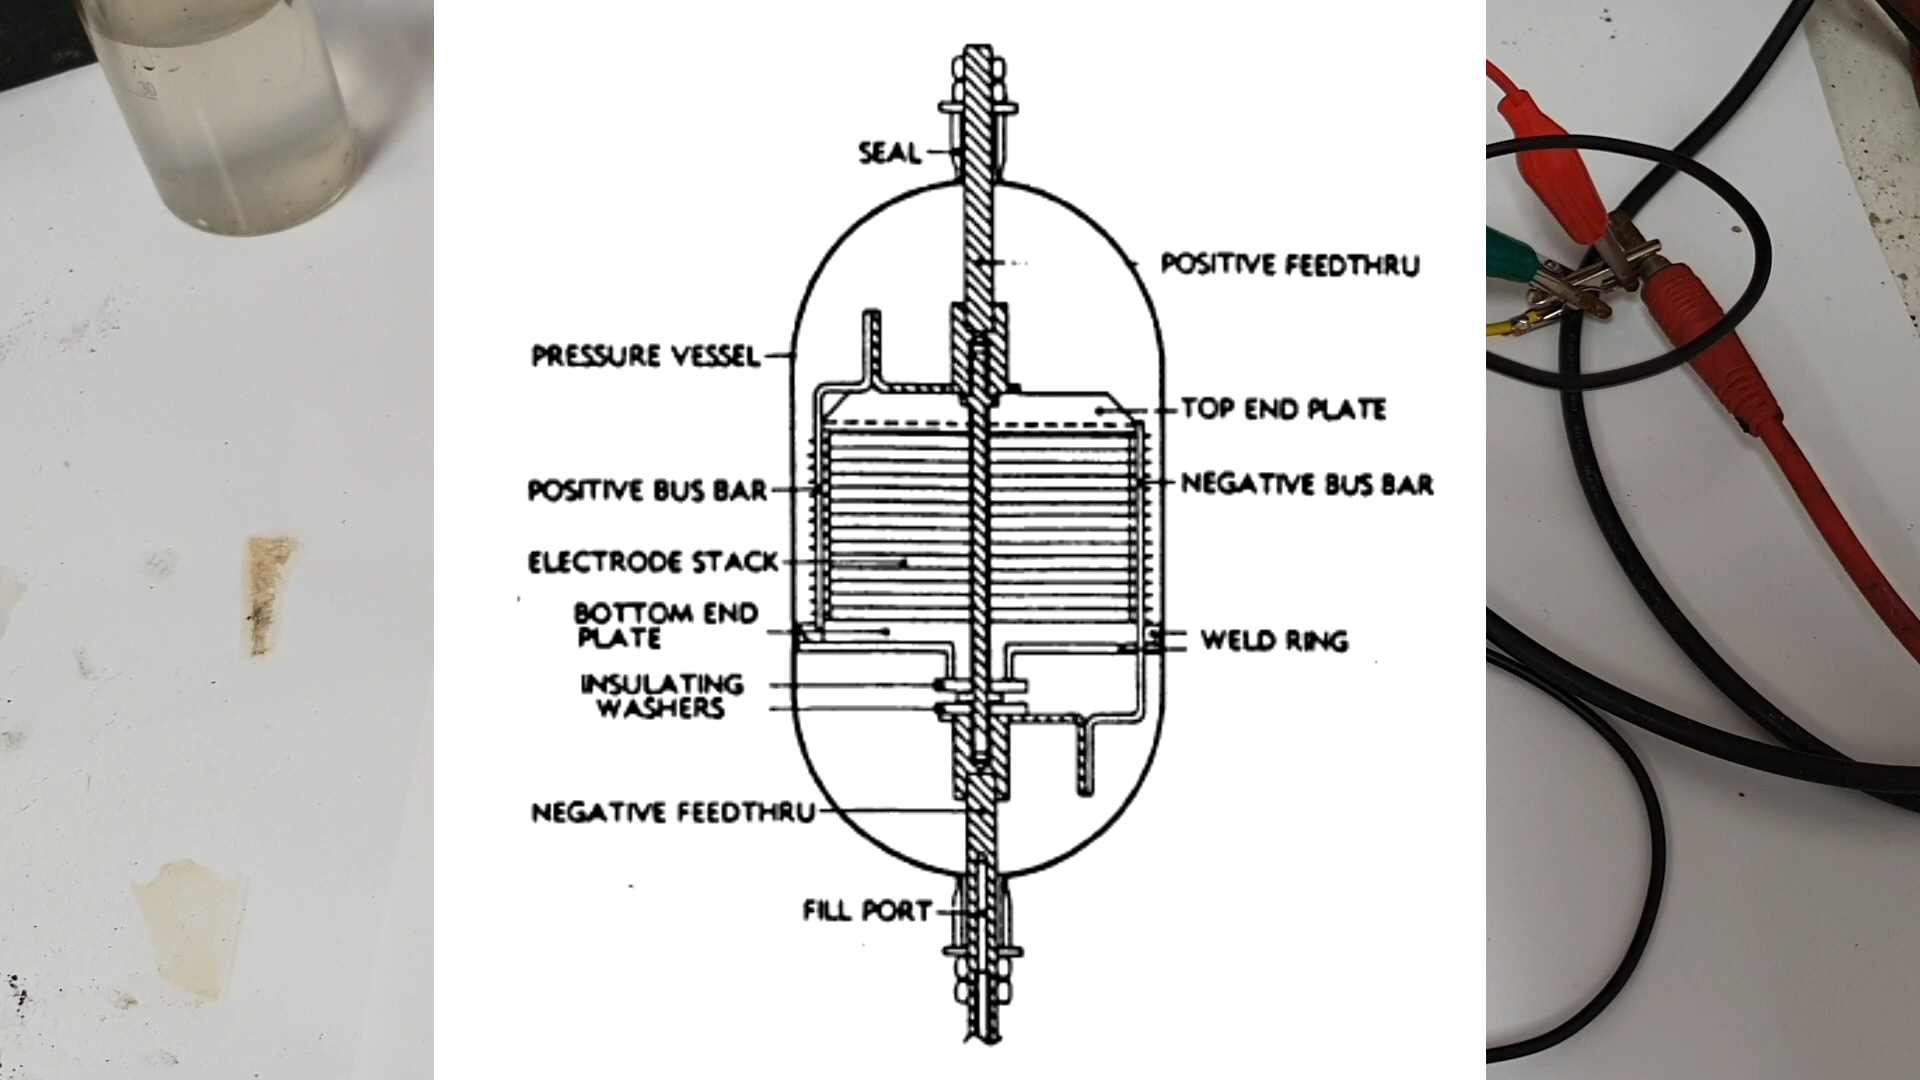 SEAL
POSITIVE FEEDTHRU
PRESSURE VESSEL
TOP END PLATE
POSITIVE BUS BAR
NEGATIVE BUS BAR
ELECTRODE STACK
BOTTOM END
PLATE
WELD RING
INSULATING
WASHERS
NEGATIVE FEEDTHRU
FILL PORT
30